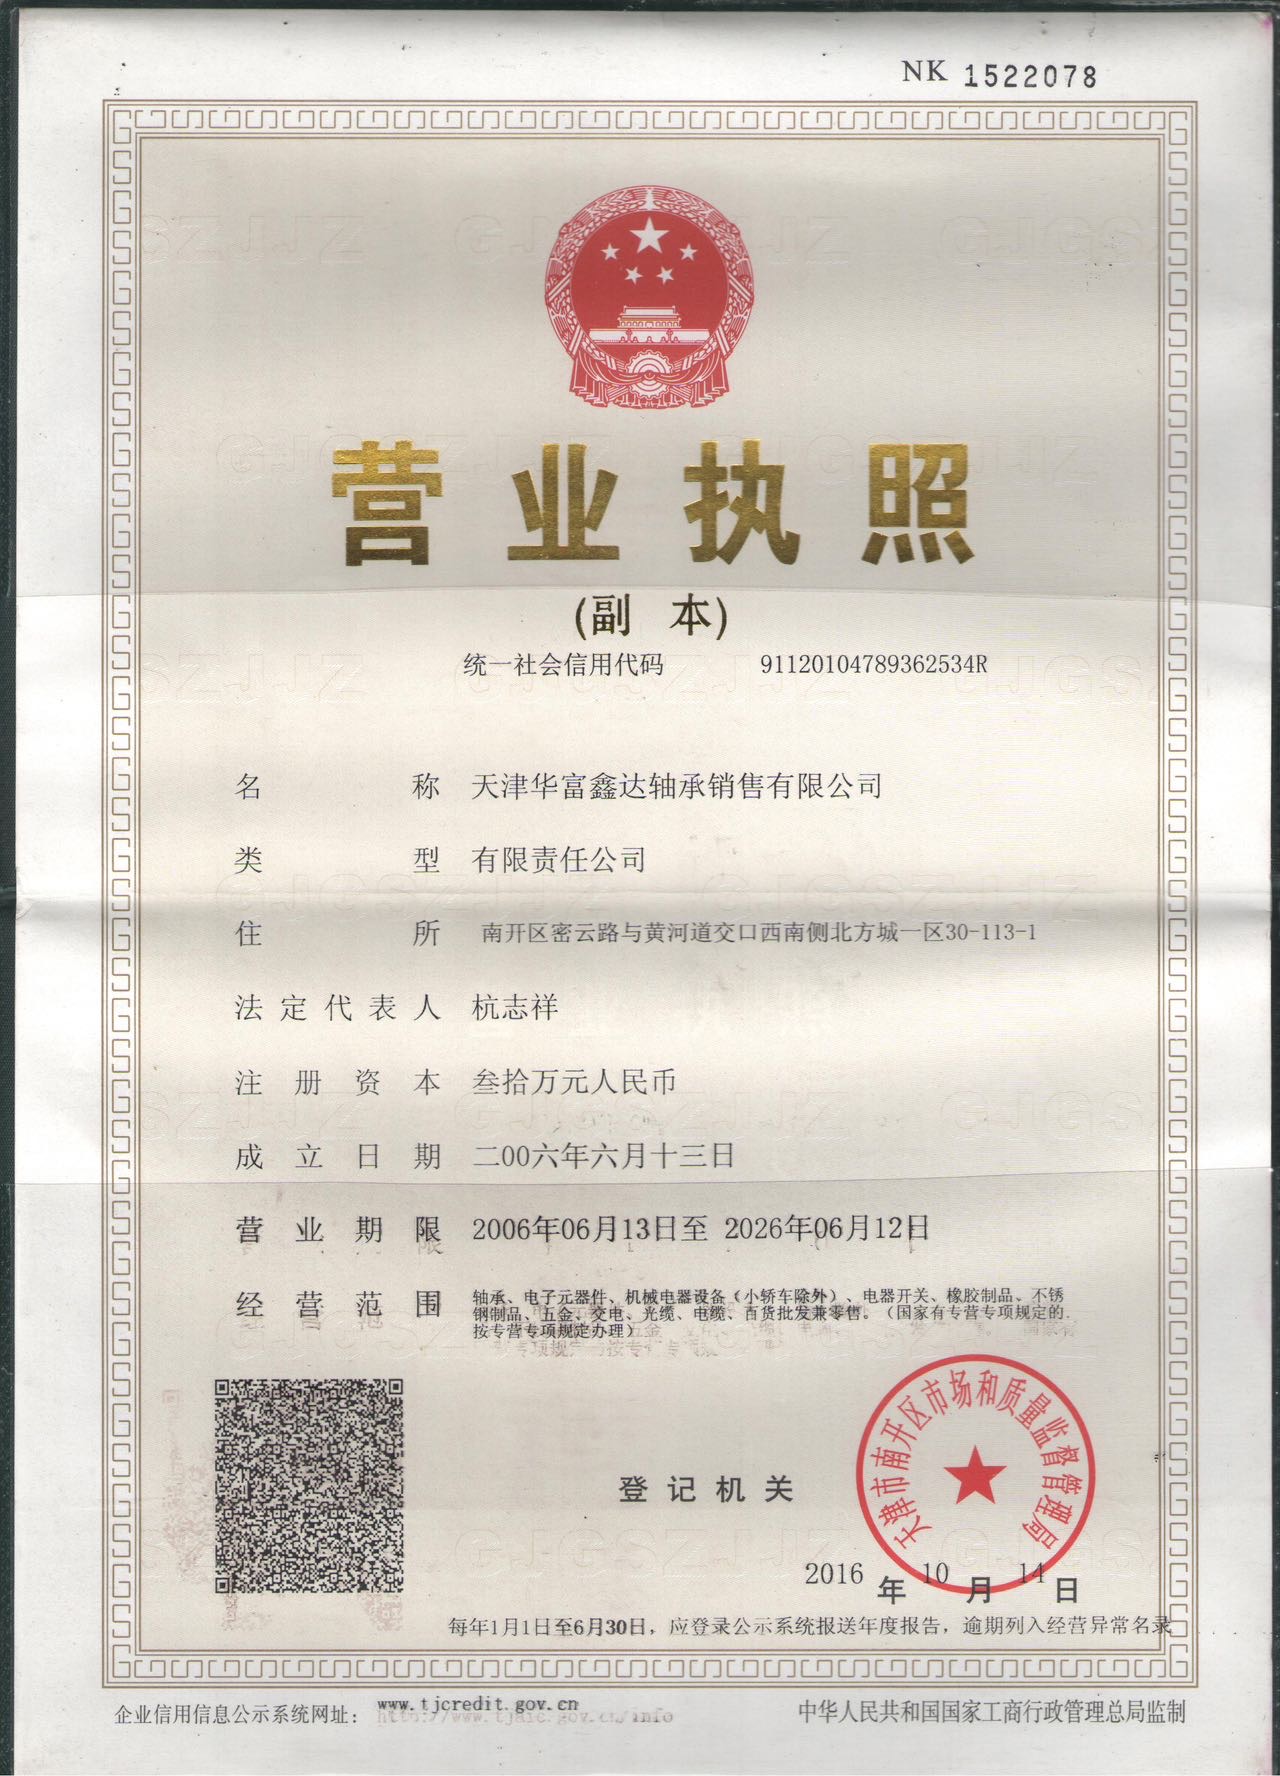 NK 1522078
营业执照
(副 本)
统一社会信用代码 91120104789362534R
名称 天津华富鑫达轴承销售有限公司
类型 有限责任公司
住所 南开区密云路与黄河道交口西南侧北方城一区30-113-1
法定代表人 杭志祥
注册资本 叁拾万元人民币
成立日期 二00六年六月十三日
营业期限 2006年06月13日至 2026年06月12日
经营范围 轴承、电子元器件、机械电器设备（小轿车除外）、电器开关、橡胶制品、不锈
钢制品、五金、交电、光缆、电缆、百货批发兼零售。（国家有专营专项规定的
按专营专项规定办理）
天津市南开区市场和质量监督管理局
登记机关
2016 年 10 月 14 日
每年1月1日至6月30日，应登录公示系统报送年度报告，逾期列入经营异常名录
企业信用信息公示系统网址： www.tjcredit.gov.cn
http://www.tjaic.gov.cn/info
中华人民共和国国家工商行政管理总局监制